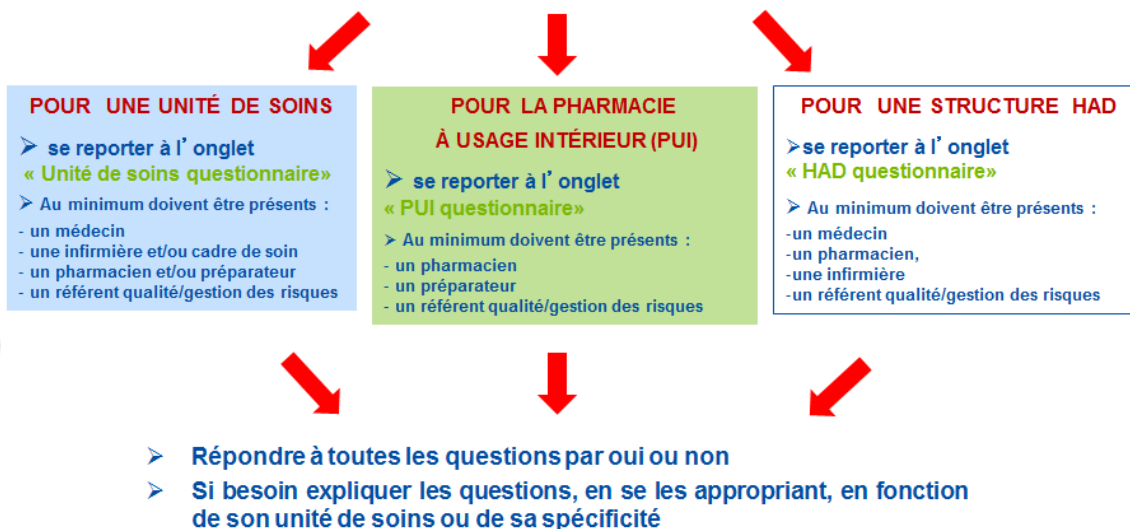 POUR UNE UNITÉ DE SOINS
➢ se reporter à l' onglet
« Unité de soins questionnaire»
➢ Au minimum doivent être présents :
- un médecin
- une infirmière et/ou cadre de soin
- un pharmacien et/ou préparateur
- un référent qualité/gestion des risques
POUR LA PHARMACIE
À USAGE INTÉRIEUR (PUI)
➢ se reporter à l' onglet
« PUI questionnaire»
➢ Au minimum doivent être présents :
- un pharmacien
- un préparateur
- un référent qualité/gestion des risques
POUR UNE STRUCTURE HAD
➢se reporter à l' onglet
« HAD questionnaire»
➢ Au minimum doivent être présents :
-un médecin
-un pharmacien,
-une infirmière
-un référent qualité/gestion des risques
➢ Répondre à toutes les questions par oui ou non
➢ Si besoin expliquer les questions, en se les appropriant, en fonction
de son unité de soins ou de sa spécificité